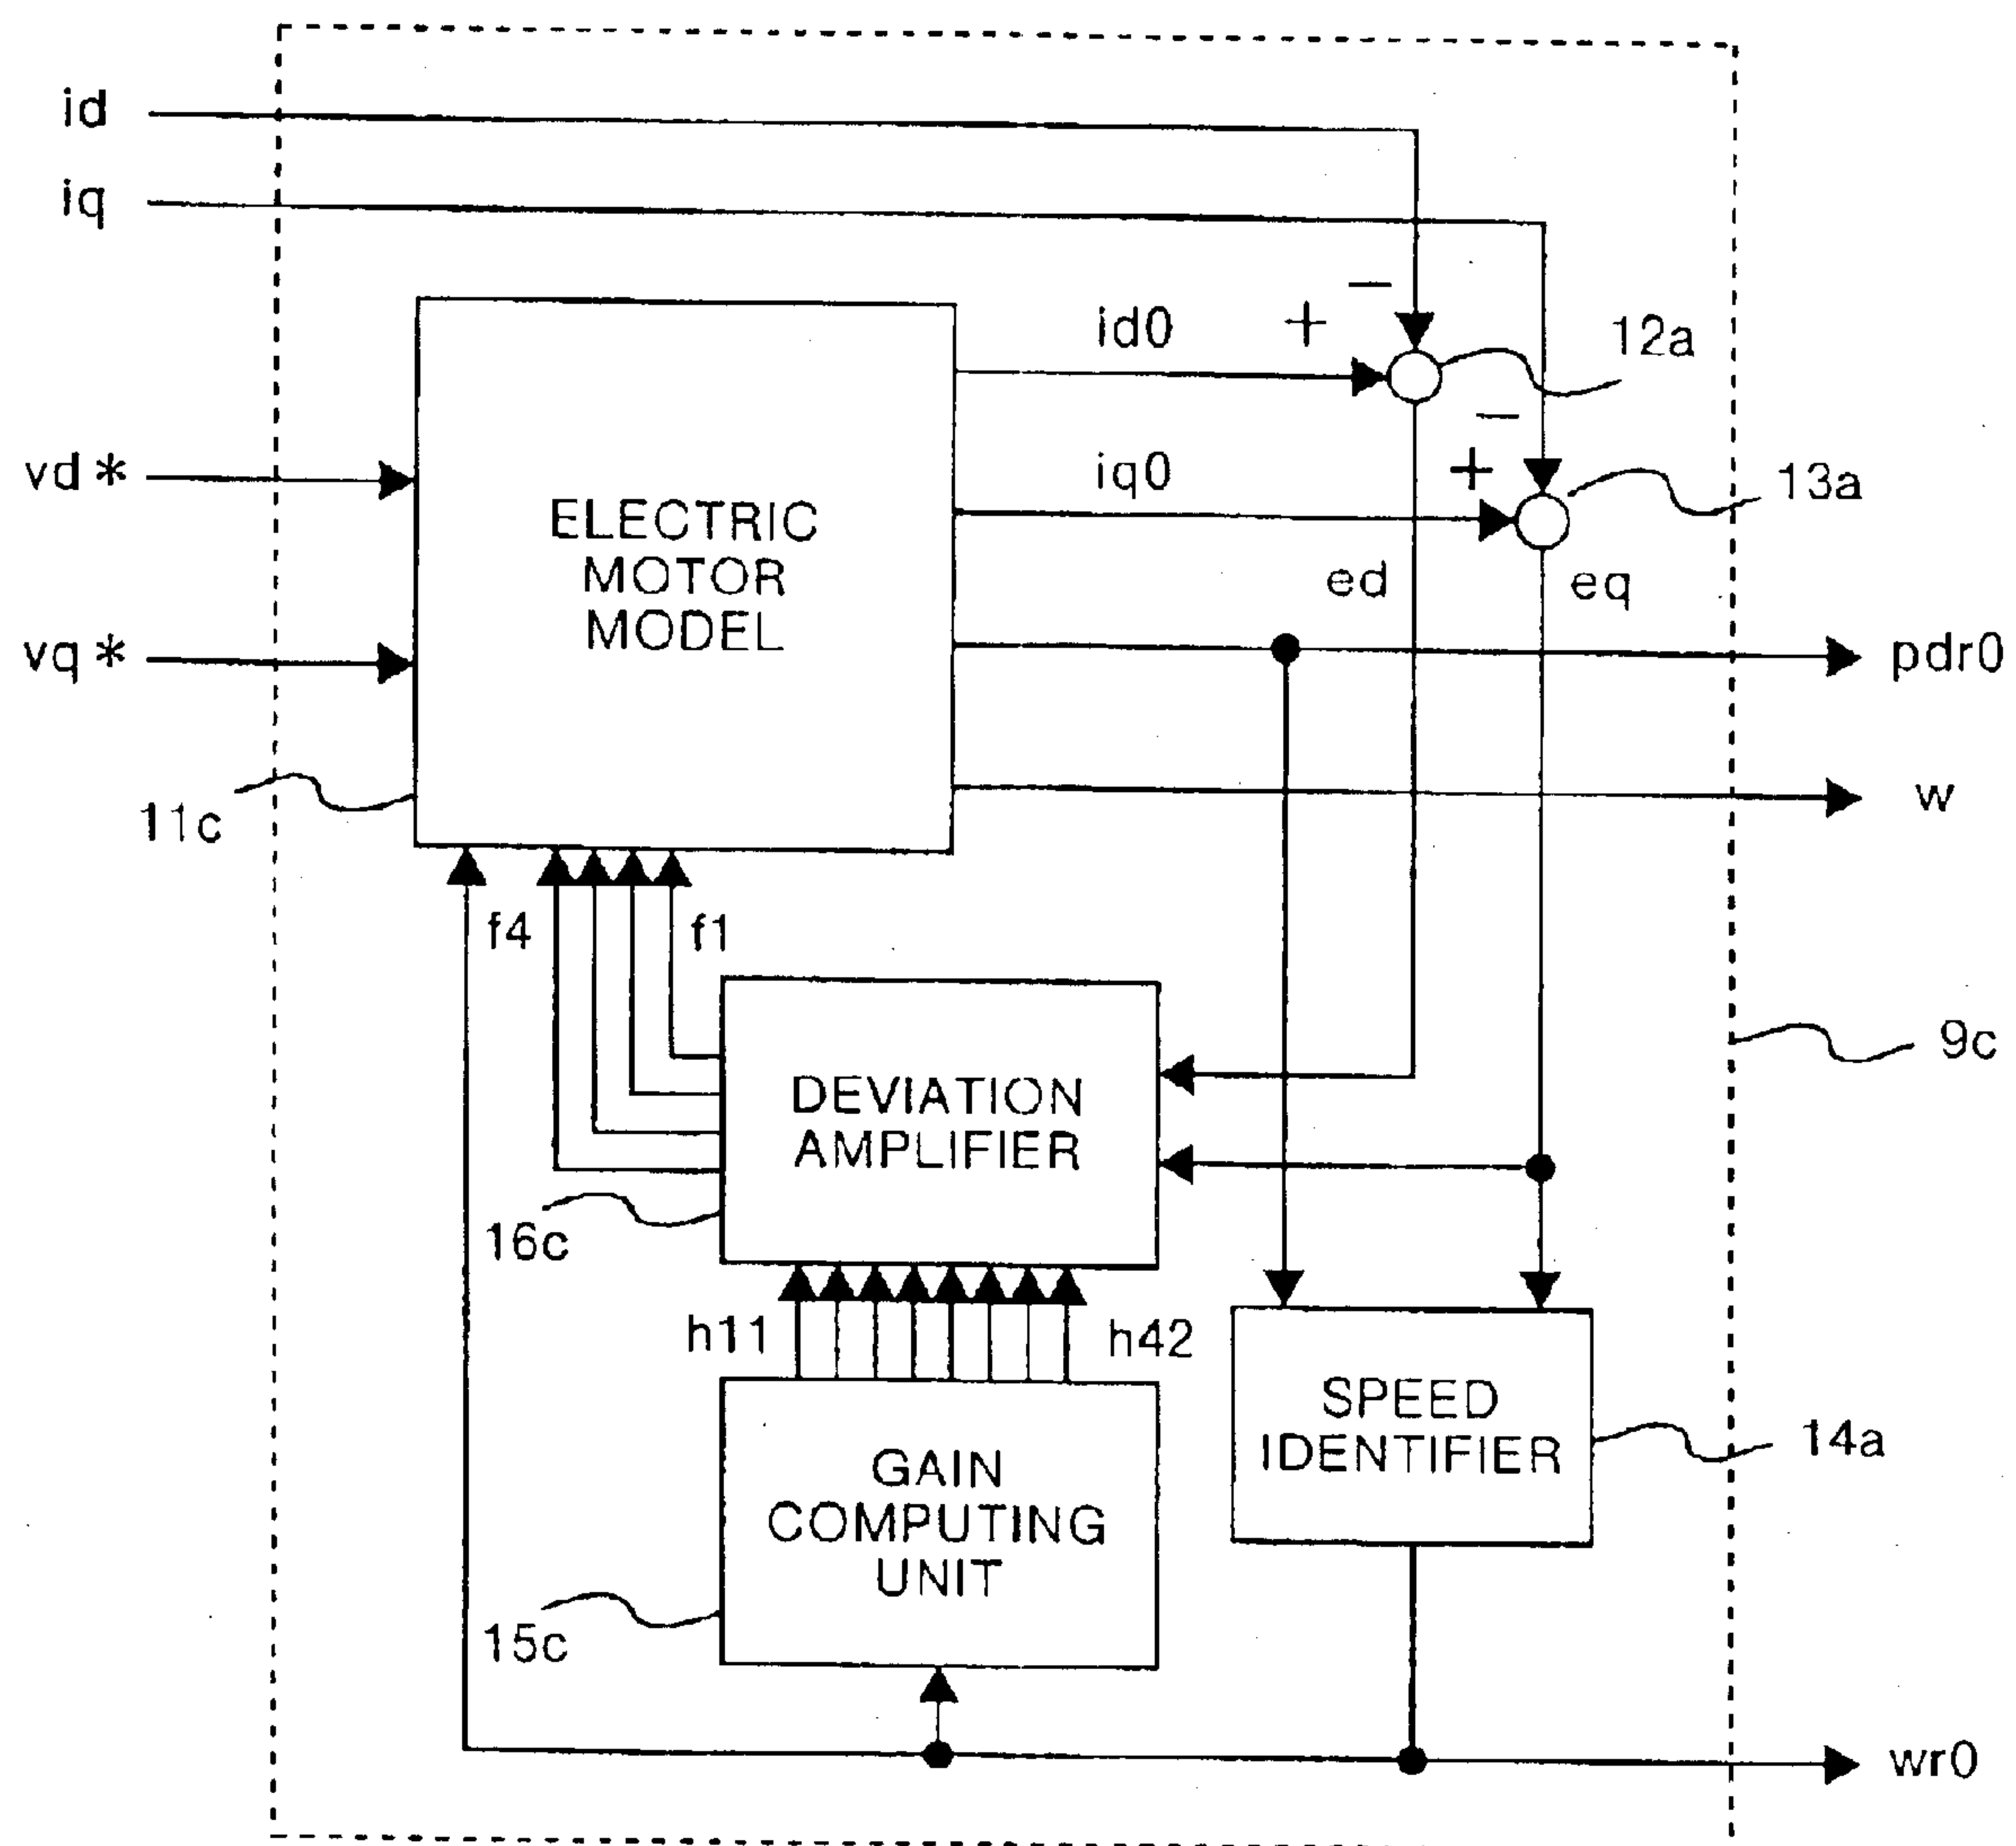 id
iq
−
id0
+
12a
−
vd*
iq0
+
13a
ELECTRIC
MOTOR
MODEL
ed
eq
vq*
pdr0
11c
w
f4
f1
9c
DEVIATION
AMPLIFIER
16c
h11
h42
SPEED
IDENTIFIER
14a
GAIN
COMPUTING
UNIT
15c
wr0